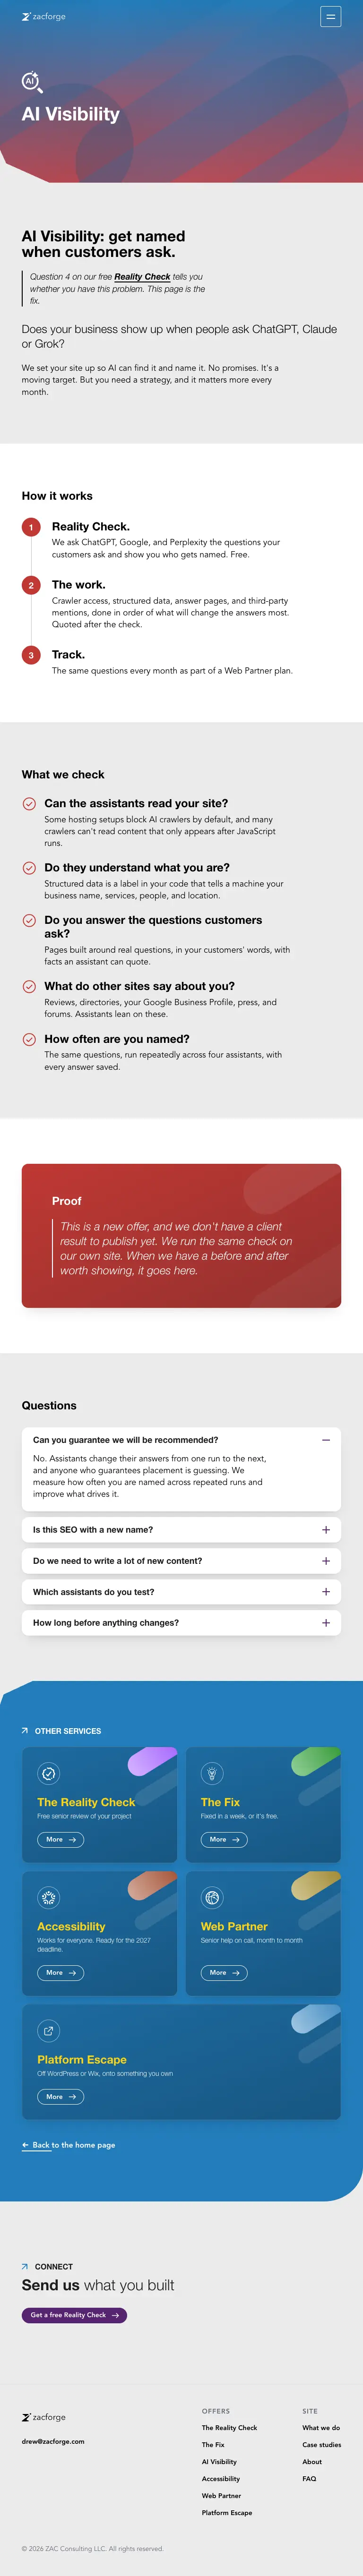 zacforge
AI
AI Visibility
AI Visibility: get named
when customers ask.
Question 4 on our free Reality Check tells you
whether you have this problem. This page is the
fix.
Does your business show up when people ask ChatGPT, Claude
or Grok?
We set your site up so AI can find it and name it. No promises. It's a
moving target. But you need a strategy, and it matters more every
month.
How it works
1
Reality Check.
We ask ChatGPT, Google, and Perplexity the questions your
customers ask and show you who gets named. Free.
2
The work.
Crawler access, structured data, answer pages, and third-party
mentions, done in order of what will change the answers most.
Quoted after the check.
3
Track.
The same questions every month as part of a Web Partner plan.
What we check
Can the assistants read your site?
Some hosting setups block AI crawlers by default, and many
crawlers can't read content that only appears after JavaScript
runs.
Do they understand what you are?
Structured data is a label in your code that tells a machine your
business name, services, people, and location.
Do you answer the questions customers
ask?
Pages built around real questions, in your customers' words, with
facts an assistant can quote.
What do other sites say about you?
Reviews, directories, your Google Business Profile, press, and
forums. Assistants lean on these.
How often are you named?
The same questions, run repeatedly across four assistants, with
every answer saved.
Proof
This is a new offer, and we don't have a client
result to publish yet. We run the same check on
our own site. When we have a before and after
worth showing, it goes here.
Questions
Can you guarantee we will be recommended?
No. Assistants change their answers from one run to the next,
and anyone who guarantees placement is guessing. We
measure how often you are named across repeated runs and
improve what drives it.
Is this SEO with a new name?
Do we need to write a lot of new content?
Which assistants do you test?
How long before anything changes?
OTHER SERVICES
The Reality Check
Free senior review of your project
More
The Fix
Fixed in a week, or it's free.
More
Accessibility
Works for everyone. Ready for the 2027
deadline.
More
Web Partner
Senior help on call, month to month
More
Platform Escape
Off WordPress or Wix, onto something you own
More
Back to the home page
CONNECT
Send us what you built
Get a free Reality Check
zacforge
drew@zacforge.com
OFFERS
The Reality Check
The Fix
AI Visibility
Accessibility
Web Partner
Platform Escape
SITE
What we do
Case studies
About
FAQ
© 2026 ZAC Consulting LLC. All rights reserved.